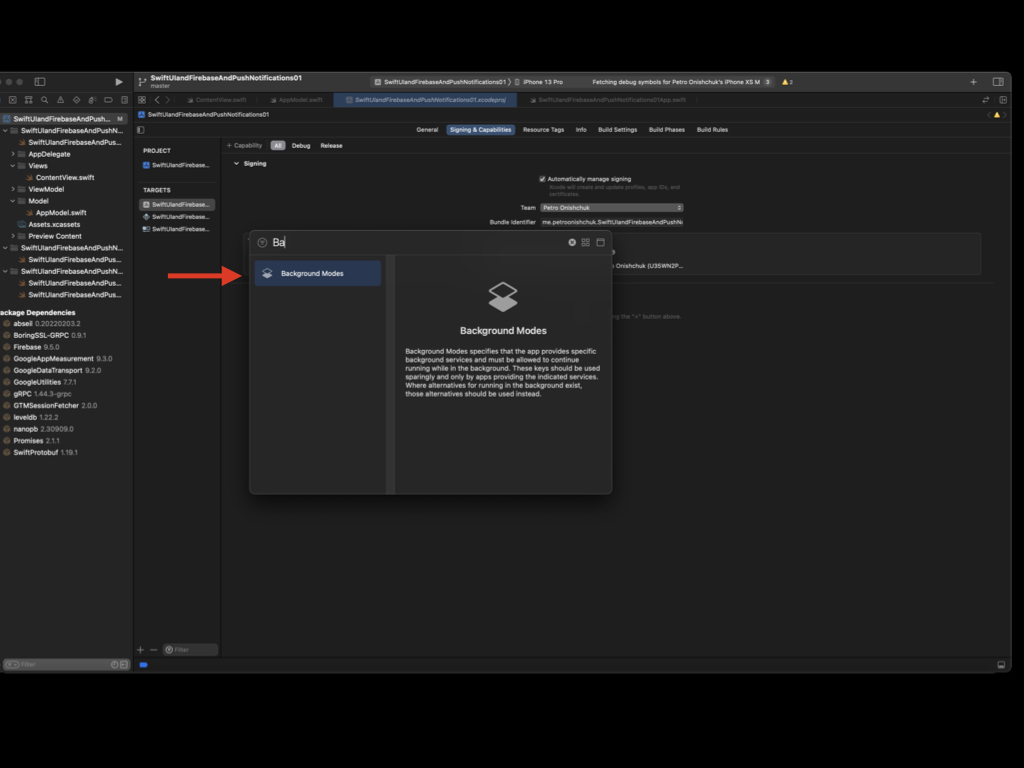 SwiftUIandFirebaseAndPushNotifications01
master
SwiftUIandFirebaseAndPushNotifications01 ) iPhone 13 Pro
Fetching debug symbols for Petro Onishchuk's iPhone XS M 3
2
ContentView.swift
AppModel.swift
SwiftUIandFirebaseAndPushNotifications01.xcodeproj
SwiftUIandFirebaseAndPushNotifications01App.swift
SwiftUIandFirebaseAndPush... M
SwiftUIandFirebaseAndPushN...
SwiftUIandFirebaseAndPus...
AppDelegate
Views
ContentView.swift
ViewModel
Model
AppModel.swift
Assets.xcassets
Preview Content
SwiftUIandFirebaseAndPushN...
SwiftUIandFirebaseAndPus...
SwiftUIandFirebaseAndPushN...
SwiftUIandFirebaseAndPus...
SwiftUIandFirebaseAndPus...
ackage Dependencies
abseil 0.20220203.2
BoringSSL-GRPC 0.9.1
Firebase 9.5.0
GoogleAppMeasurement 9.3.0
GoogleDataTransport 9.2.0
GoogleUtilities 7.7.1
gRPC 1.44.3-grpc
GTMSessionFetcher 2.0.0
leveldb 1.22.2
nanopb 2.30909.0
Promises 2.1.1
SwiftProtobuf 1.19.1
Filter
SwiftUIandFirebaseAndPushNotifications01
General
Signing & Capabilities
Resource Tags
Info
Build Settings
Build Phases
Build Rules
PROJECT
SwiftUIandFirebase...
TARGETS
SwiftUIandFirebase...
SwiftUIandFirebase...
SwiftUIandFirebase...
+ — Filter
+ Capability
All
Debug
Release
Signing
Automatically manage signing
Xcode will create and update profiles, app IDs, and
certificates.
Team Petro Onishchuk
Bundle Identifier me.petroonishchuk.SwiftUIandFirebaseAndPushN
Onishchuk (U35WN2P...
ng the "+" button above.
Ba
Background Modes
Background Modes
Background Modes specifies that the app provides specific
background services and must be allowed to continue
running while in the background. These keys should be used
sparingly and only by apps providing the indicated services.
Where alternatives for running in the background exist,
those alternatives should be used instead.